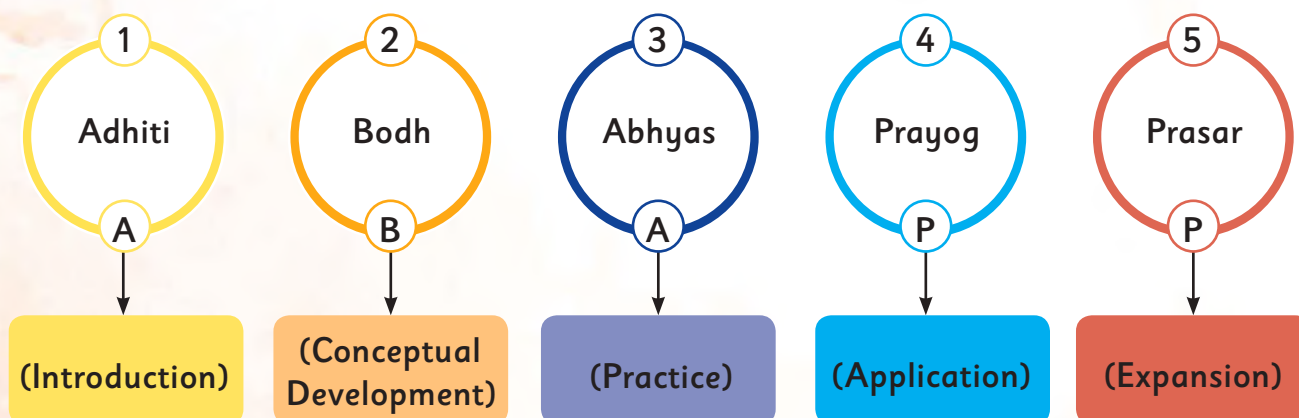 1 2 3 4 5
Adhiti Bodh Abhyas Prayog Prasar
A B A P P
(Introduction) (Conceptual Development) (Practice) (Application) (Expansion)